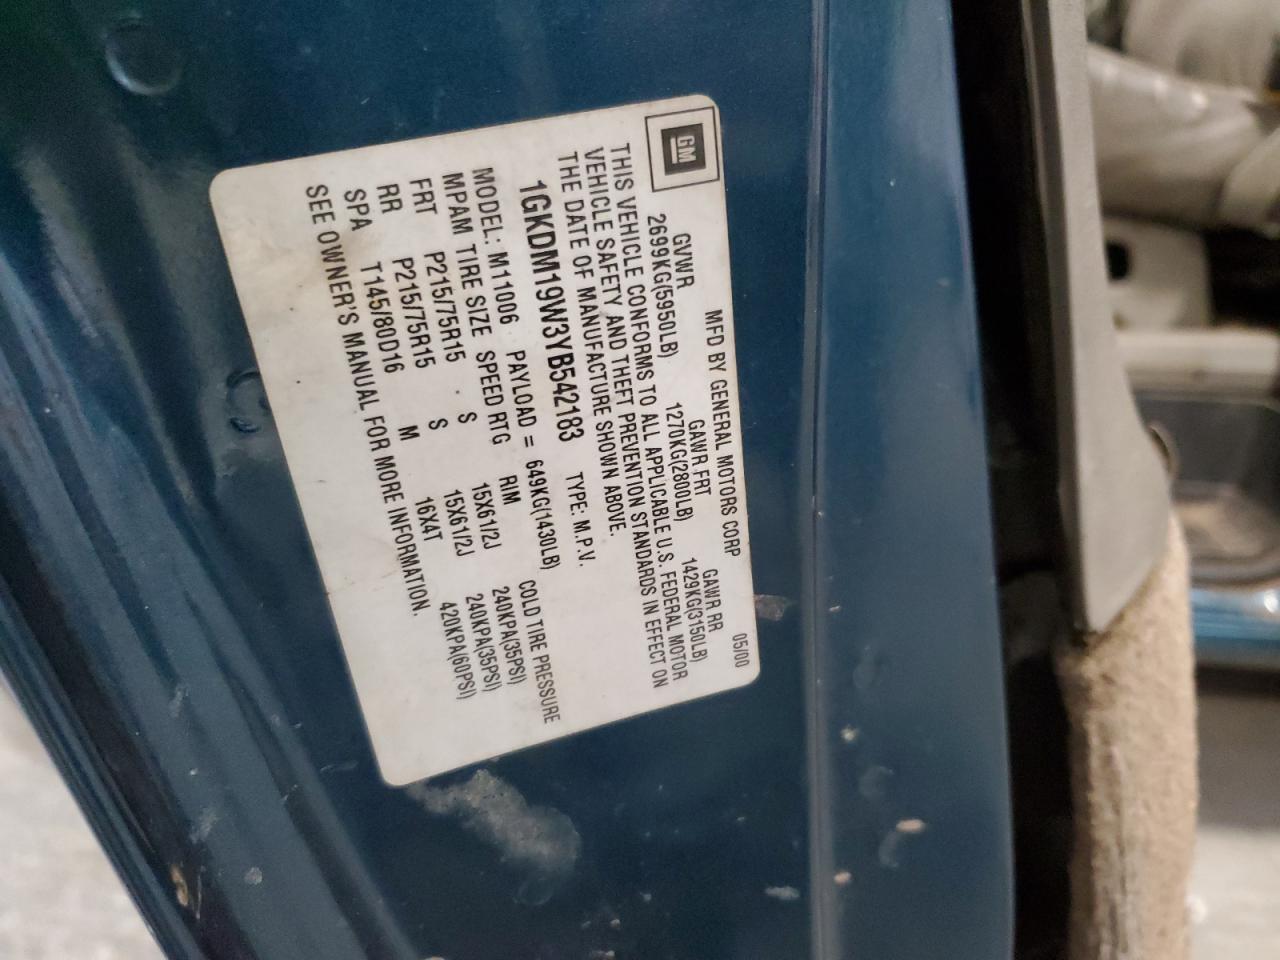 GM
MFD BY GENERAL MOTORS CORP 05/00
GVWR GAWR FRT GAWR RR
2699KG(5950LB) 1270KG(2800LB) 1429KG(3150LB)
THIS VEHICLE CONFORMS TO ALL APPLICABLE U.S. FEDERAL MOTOR
VEHICLE SAFETY AND THEFT PREVENTION STANDARDS IN EFFECT ON
THE DATE OF MANUFACTURE SHOWN ABOVE.
1GKDM19W3YB542183 TYPE: M.P.V.
MODEL: M11006 PAYLOAD = 649KG(1430LB)
MPAM TIRE SIZE SPEED RTG RIM COLD TIRE PRESSURE
FRT P215/75R15 S 15X61/2J 240KPA(35PSI)
RR P215/75R15 S 15X61/2J 240KPA(35PSI)
SPA T145/80D16 M 16X4T 420KPA(60PSI)
SEE OWNER'S MANUAL FOR MORE INFORMATION.